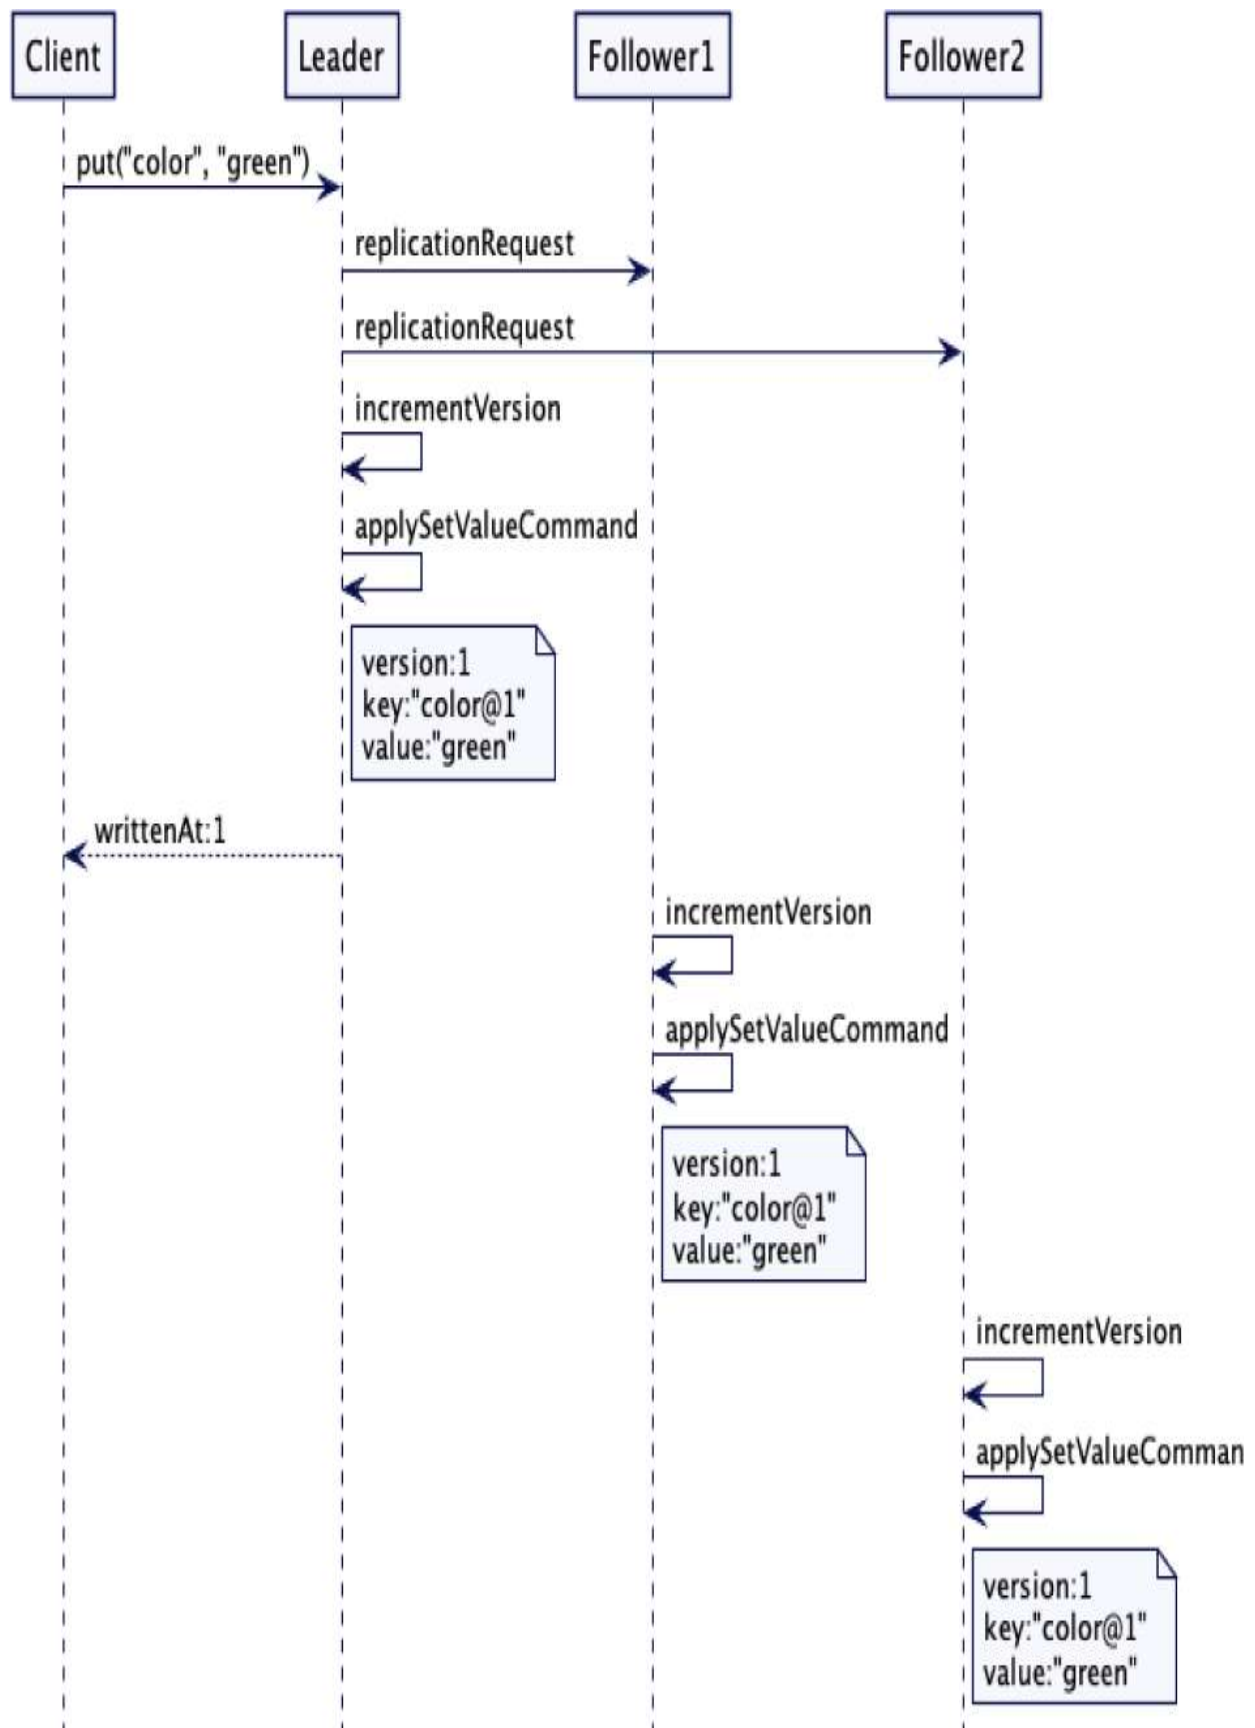 Client
Leader
Follower1
Follower2
put("color", "green")
replicationRequest
replicationRequest
incrementVersion
applySetValueCommand
version:1
key:"color@1"
value:"green"
writtenAt:1
incrementVersion
applySetValueCommand
version:1
key:"color@1"
value:"green"
incrementVersion
applySetValueComman
version:1
key:"color@1"
value:"green"